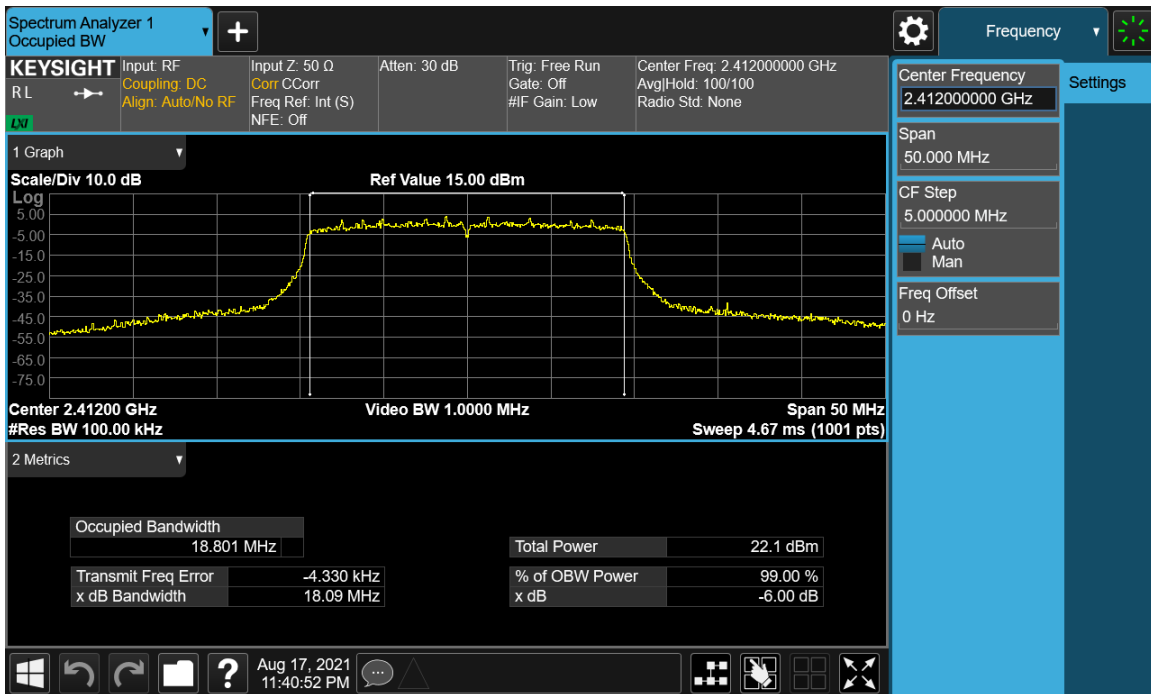 Spectrum Analyzer 1
Occupied BW
+
Frequency
KEYSIGHT
R L
LXI
Input: RF
Coupling: DC
Align: Auto/No RF
Input Z: 50 Ω
Corr CCorr
Freq Ref: Int (S)
NFE: Off
Atten: 30 dB
Trig: Free Run
Gate: Off
#IF Gain: Low
Center Freq: 2.412000000 GHz
Avg|Hold: 100/100
Radio Std: None
Center Frequency
2.412000000 GHz
Settings
Span
50.000 MHz
CF Step
5.000000 MHz
Auto
Man
Freq Offset
0 Hz
1 Graph
Scale/Div 10.0 dB
Ref Value 15.00 dBm
Log
5.00
-5.00
-15.0
-25.0
-35.0
-45.0
-55.0
-65.0
-75.0
Center 2.41200 GHz
Video BW 1.0000 MHz
Span 50 MHz
#Res BW 100.00 kHz
Sweep 4.67 ms (1001 pts)
2 Metrics
Occupied Bandwidth
18.801 MHz
Total Power 22.1 dBm
Transmit Freq Error -4.330 kHz
% of OBW Power 99.00 %
x dB Bandwidth 18.09 MHz
x dB -6.00 dB
?
Aug 17, 2021
11:40:52 PM